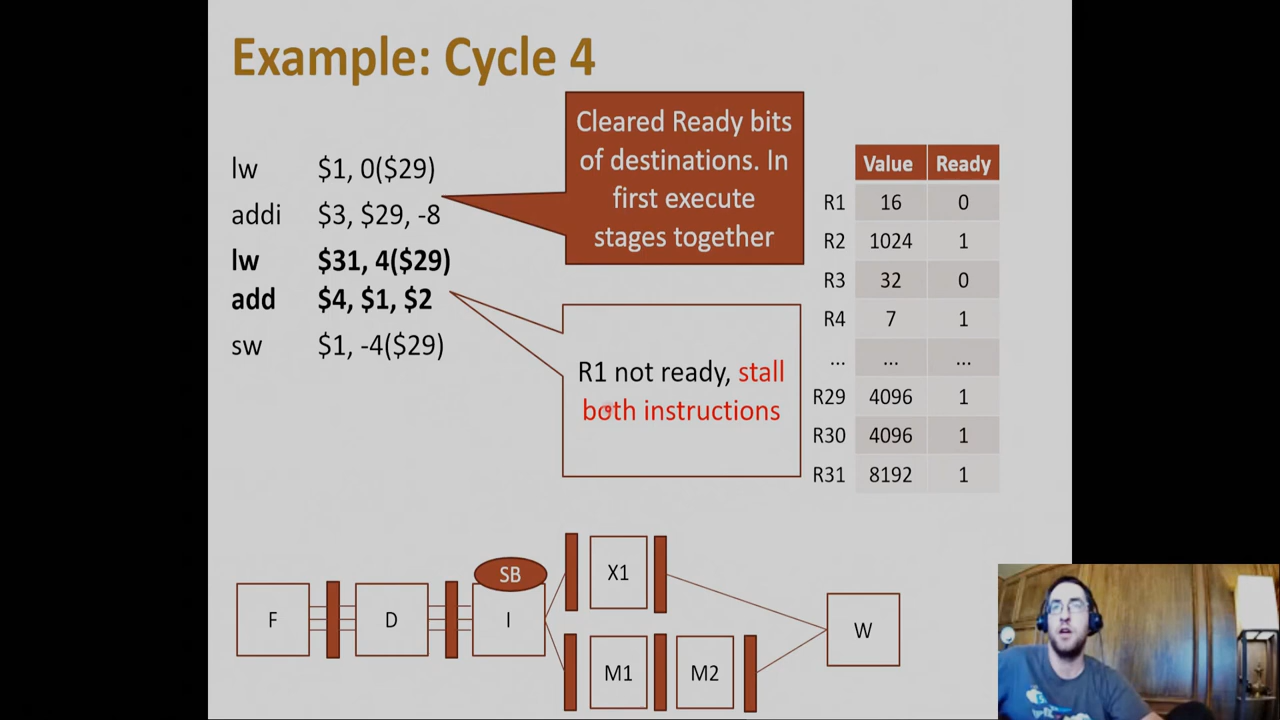 Example: Cycle 4
lw $1, 0($29)
addi $3, $29, -8
lw $31, 4($29)
add $4, $1, $2
sw $1, -4($29)
Cleared Ready bits
of destinations. In
first execute
stages together
R1 not ready, stall
both instructions
Value Ready
R1 16 0
R2 1024 1
R3 32 0
R4 7 1
... ... ...
R29 4096 1
R30 4096 1
R31 8192 1
SB
F D I X1 W
M1 M2